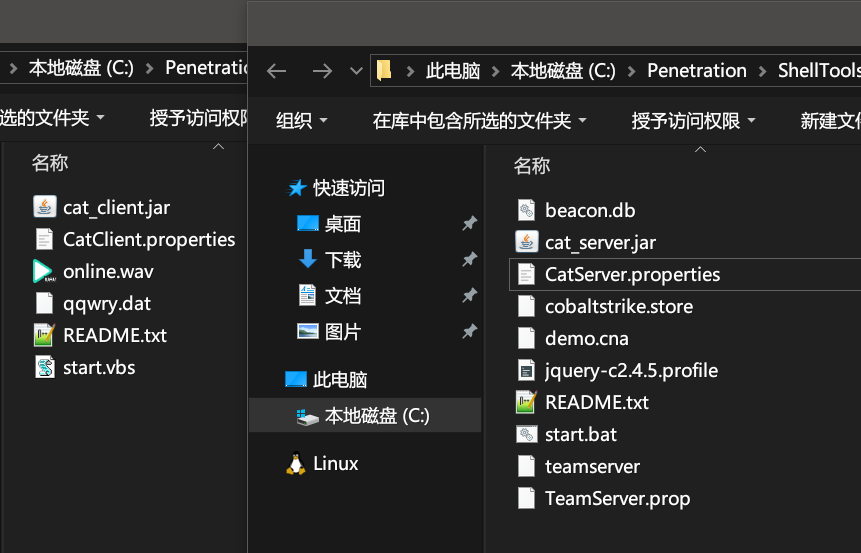 本地磁盘 (C:) Penetratio
选的文件夹 授予访问权限
名称
cat_client.jar
CatClient.properties
online.wav
qqwry.dat
README.txt
start.vbs
此电脑 本地磁盘 (C:) Penetration ShellTools
组织 在库中包含所选的文件夹 授予访问权限 新建文件
快速访问
桌面
下载
文档
图片
此电脑
本地磁盘 (C:)
Linux
名称
beacon.db
cat_server.jar
CatServer.properties
cobaltstrike.store
demo.cna
jquery-c2.4.5.profile
README.txt
start.bat
teamserver
TeamServer.prop